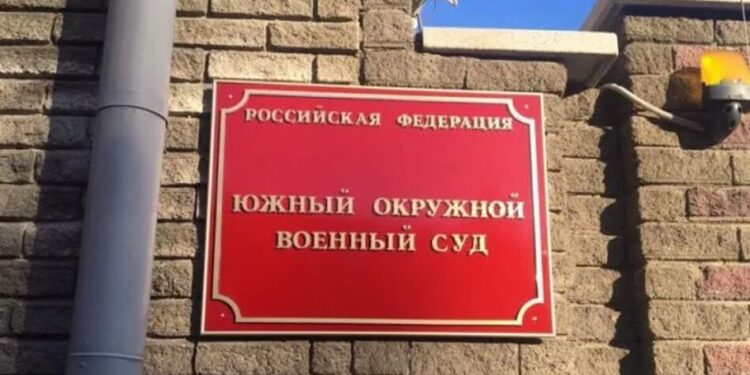 РОССИЙСКАЯ ФЕДЕРАЦИЯ
ЮЖНЫЙ ОКРУЖНОЙ
ВОЕННЫЙ СУД